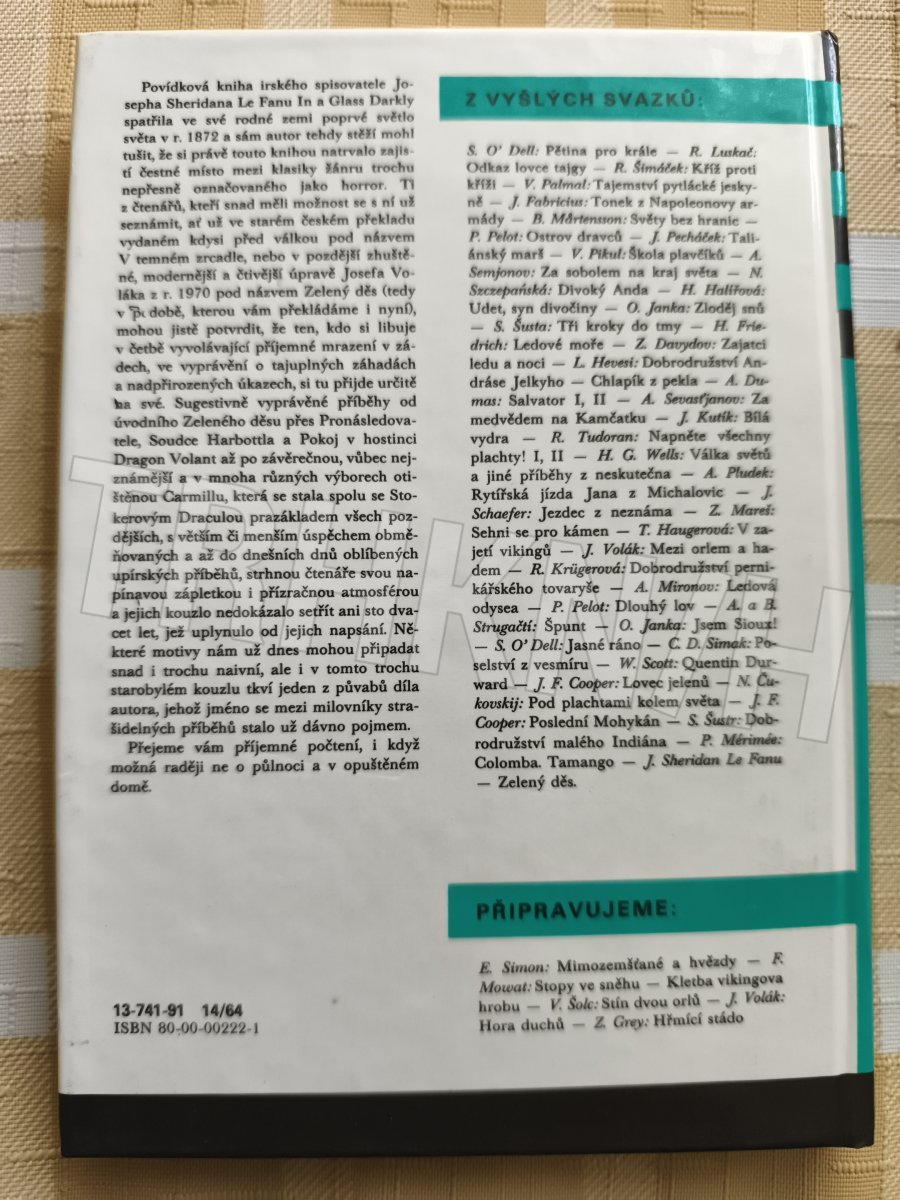 Povídková kniha irského spisovatele Jo-
sepha Sheridana Le Fanu In a Glass Darkly
spatřila ve své rodné zemi poprvé světlo
světa v r. 1872 a sám autor tehdy stěží mohl
tušit, že si právě touto knihou natrvalo zajis-
tí čestné místo mezi klasiky žánru trochu
nepřesně označovaného jako horror. Ti
z čtenářů, kteří snad měli možnost se s ní už
seznámit, ať už ve starém českém překladu
vydaném kdysi před válkou pod názvem
V temném zrcadle, nebo v pozdější zhuště-
né, modernější a čtivější úpravě Josefa Vo-
láka z r. 1970 pod názvem Zelený děs (tedy
v době, kterou vám překládáme i nyní),
mohou jistě potvrdit, že ten, kdo si libuje
v četbě vyvolávající příjemné mrazení v zá-
dech, ve vyprávění o tajuplných záhadách
a nadpřirozených úkazech, si tu přijde určitě
na své. Sugestivně vyprávěné příběhy od
úvodního Zeleného děsu přes Pronásledova-
tele, Soudce Harbottla a Pokoj v hostinci
Dragon Volant až po závěrečnou, vůbec nej-
známější a v mnoha různých výborech oti-
štěnou Carmillu, která se stala spolu se Sto-
kerovým Draculou prazákladem všech poz-
dějších, s větším či menším úspěchem obmě-
ňovaných a až do dnešních dnů oblíbených
upírských příběhů, strhnou čtenáře svou na-
pínavou zápletkou i přízračnou atmosférou
a jejich kouzlo nedokázalo setřít ani sto dva-
cet let, jež uplynulo od jejich napsání. Ně-
které motivy nám už dnes mohou připadat
snad i trochu naivní, ale i v tomto trochu
starobylém kouzlu tkví jeden z půvabů díla
autora, jehož jméno se mezi milovníky stra-
šidelných příběhů stalo už dávno pojmem.
Přejeme vám příjemné počtení, i když
možná raději ne o půlnoci a v opuštěném
domě.
13-741-91 14/64
ISBN 80-00-00222-1
Z VYŠLÝCH SVAZKŮ:
S. O' Dell: Pětina pro krále — R. Luskač:
Odkaz lovce tajgy — R. Šimáček: Kříž proti
kříži — V. Palmal: Tajemství pytlácké jesky-
ně — J. Fabricius: Tonek z Napoleonovy ar-
mády — B. Mårtensson: Světy bez hranic —
P. Pelot: Ostrov dravců — J. Pecháček: Tali-
ánský marš — V. Pikul: Škola plavčíků — A.
Semjonov: Za sobolem na kraj světa — N.
Szczepańská: Divoký Anda — H. Halířová:
Udet, syn divočiny — O. Janka: Zloděj snů
— S. Šusta: Tři kroky do tmy — H. Frie-
drich: Ledové moře — Z. Davydov: Zajatci
ledu a noci — L. Hevesi: Dobrodružství An-
dráse Jelkyho — Chlapík z pekla — A. Du-
mas: Salvator I, II — A. Sevasťjanov: Za
medvědem na Kamčatku — J. Kutík: Bílá
vydra — R. Tudoran: Napněte všechny
plachty! I, II — H. G. Wells: Válka světů
a jiné příběhy z neskutečna — A. Pludek:
Rytířská jízda Jana z Michalovic — J.
Schaefer: Jezdec z neznáma — Z. Mareš:
Sehni se pro kámen — T. Haugerová: V za-
jetí vikingů — J. Volák: Mezi orlem a ha-
dem — R. Krügerová: Dobrodružství perni-
kářského tovaryše — A. Mironov: Ledová
odysea — P. Pelot: Dlouhý lov — A. a B.
Strugačtí: Špunt — O. Janka: Jsem Sioux!
— S. O' Dell: Jasné ráno — C. D. Simak: Po-
selství z vesmíru — W. Scott: Quentin Dur-
ward — J. F. Cooper: Lovec jelenů — N. Ču-
kovskij: Pod plachtami kolem světa — J. F.
Cooper: Poslední Mohykán — S. Šustr: Dob-
rodružství malého Indiána — P. Mérimée:
Colomba. Tamango — J. Sheridan Le Fanu
— Zelený děs.
PŘIPRAVUJEME:
E. Simon: Mimozemšťané a hvězdy — F.
Mowat: Stopy ve sněhu — Kletba vikingova
hrobu — V. Šolc: Stín dvou orlů — J. Volák:
Hora duchů — Z. Grey: Hřmící stádo